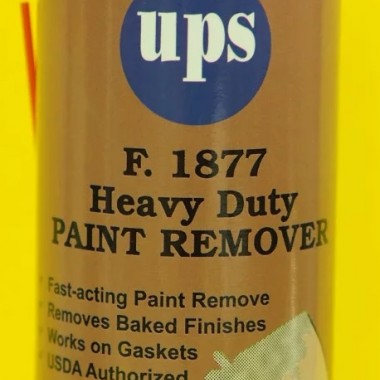 ups
F. 1877
Heavy Duty
PAINT REMOVER
Fast-acting Paint Remove
Removes Baked Finishes
Works on Gaskets
USDA Authorized